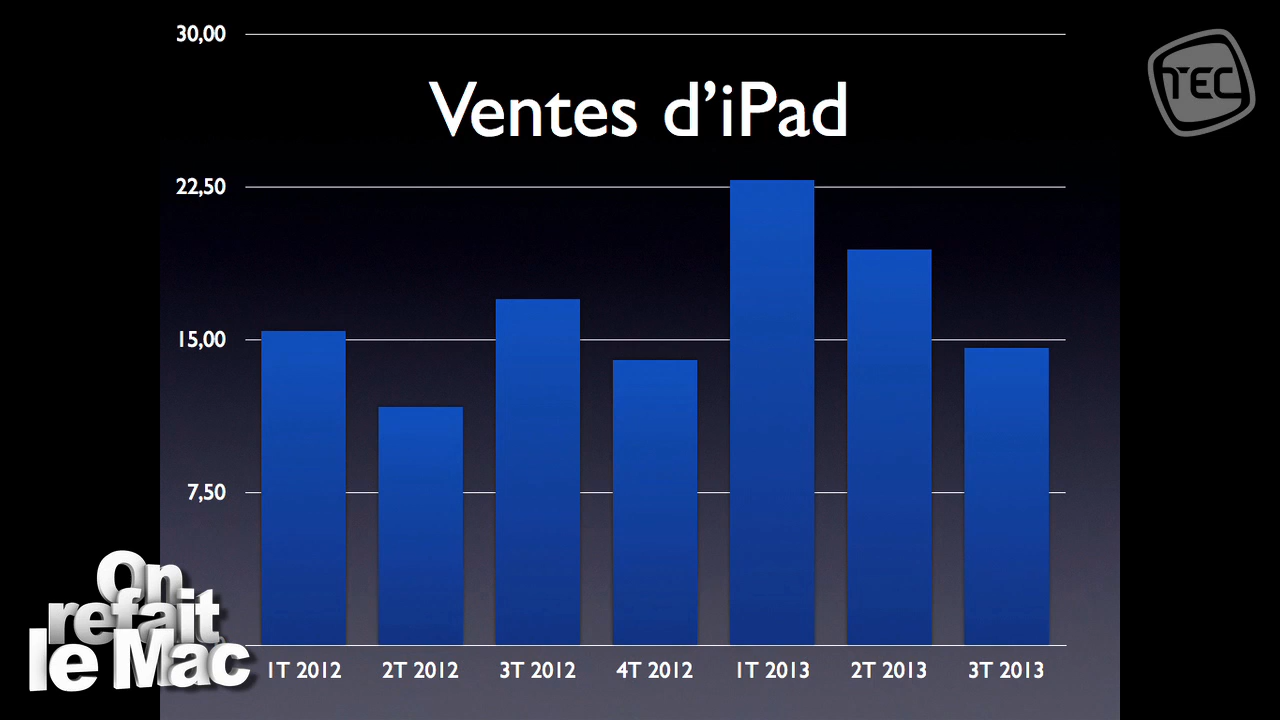 30,00
Ventes d’iPad
TEC
22,50
15,00
7,50
On
refait
le Mac
1T 2012 2T 2012 3T 2012 4T 2012 1T 2013 2T 2013 3T 2013